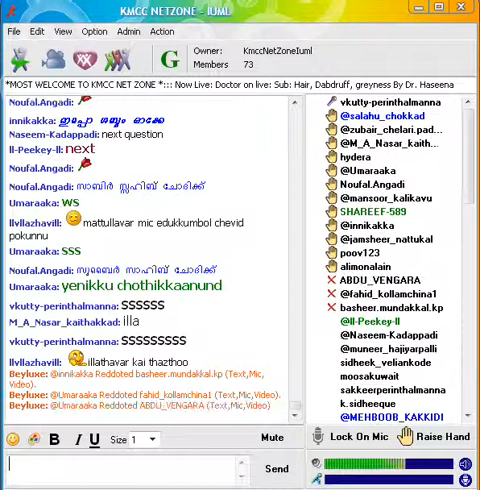 KMCC NETZONE - IUML
File Edit View Option Admin Action
G
Owner: KmccNetZoneIuml
Members 73
*MOST WELCOME TO KMCC NET ZONE *::: Now Live: Doctor on live: Sub: Hair, Dabdruff, greyness By Dr. Haseena
Noufal.Angadi:
innikakka: ഇപ്പൊ ശബ്ദം ഓക്കേ
Naseem-Kadappadi: next question
II-Peekey-II: next
Noufal.Angadi:
Noufal.Angadi: സാബിർ സ്സഹിബ് ചോദിക്ക്
Umaraaka: WS
llvllazhavill: mattullavar mic edukkumbol chevid
pokunnu
Umaraaka: SSS
Noufal.Angadi: സുബൈർ സാഹിബ് ചോദിക്ക്
Umaraaka: yenikku chothikkaanund
vkutty-perinthalmanna: SSSSSS
M_A_Nasar_kaithakkad: illa
vkutty-perinthalmanna: SSSSSSSSS
llvllazhavill: illathavar kai thazthoo
Beyluxe: @innikakka Reddoted basheer.mundakkal.kp (Text,Mic,
Video).
Beyluxe: @Umaraaka Reddoted fahid_kollamchina1 (Text,Mic,Video).
Beyluxe: @Umaraaka Reddoted ABDU_VENGARA (Text,Mic,Video)
vkutty-perinthalmanna
@salahu_chokkad
@zubair_chelari.pad...
@M_A_Nasar_kaith...
hydera
@Umaraaka
Noufal.Angadi
@mansoor_kalikavu
SHAREEF-589
@innikakka
@jamsheer_nattukal
poov123
alimonalain
ABDU_VENGARA
@fahid_kollamchina1
basheer.mundakkal.kp
@II-Peekey-II
@Naseem-Kadappadi
@muneer_hajiyarpalli
sidheek_veliankode
moosakuwait
sakkeerperinthalmanna
k.sidheeque
@MEHBOOB_KAKKIDI
B I U Size 1 Mute
Lock On Mic Raise Hand
Send